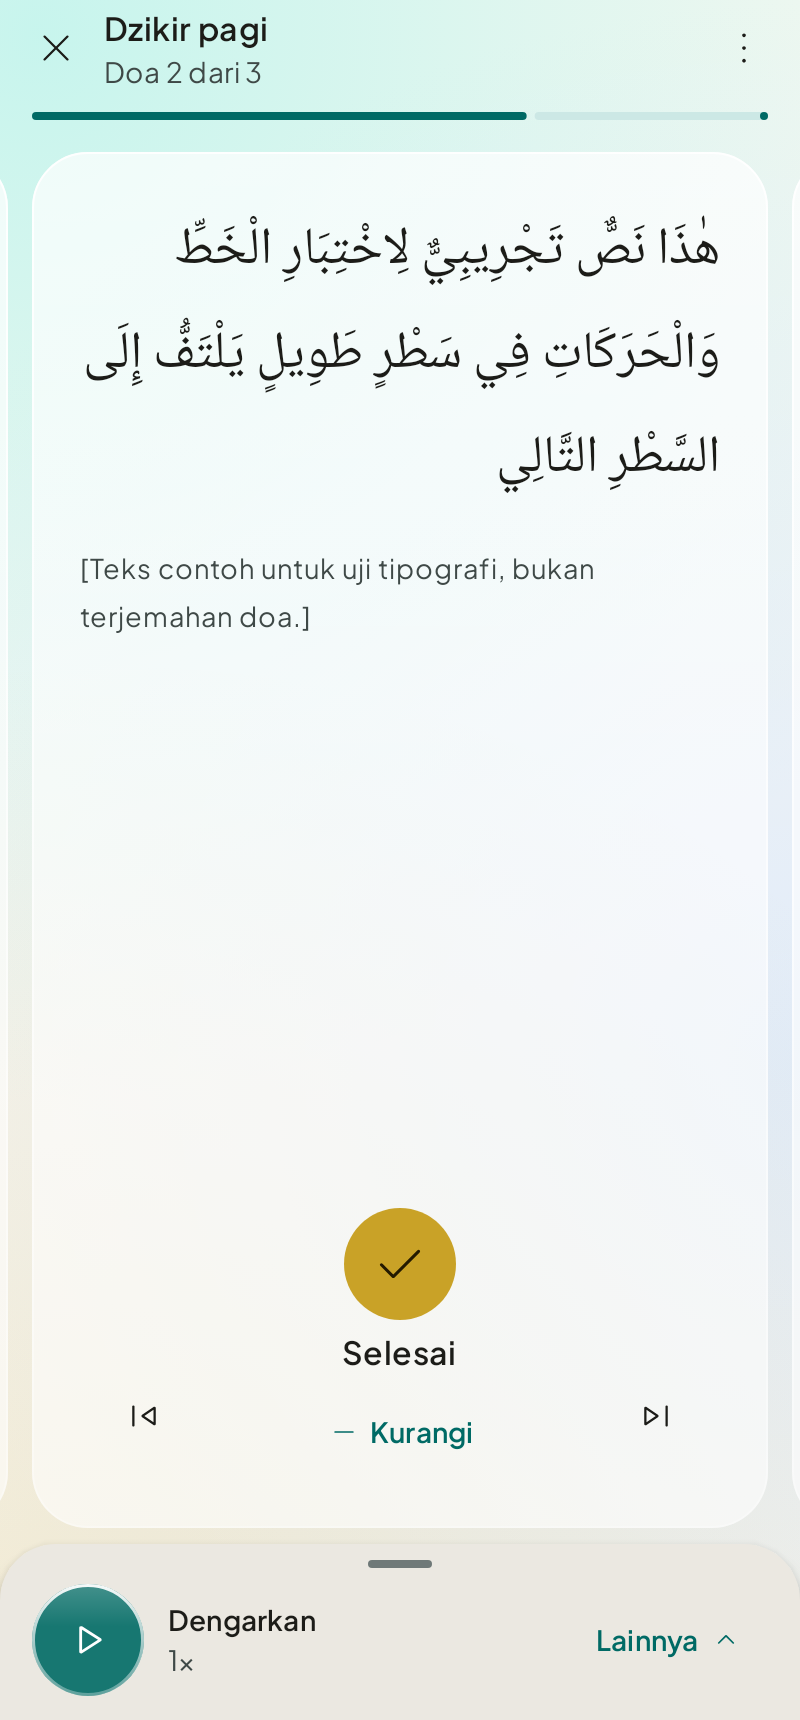 Dzikir pagi
Doa 2 dari 3
هٰذَا نَصٌّ تَجْرِيبِيٌّ لِاخْتِبَارِ الْخَطِّ
وَالْحَرَكَاتِ فِي سَطْرٍ طَوِيلٍ يَلْتَفُّ إِلَى
السَّطْرِ التَّالِي
[Teks contoh untuk uji tipografi, bukan
terjemahan doa.]
Selesai
Kurangi
Dengarkan
1×
Lainnya